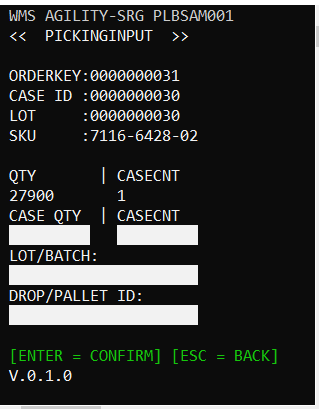 WMS AGILITY-SRG PLBSAM001
<<  PICKINGINPUT  >>
ORDERKEY:0000000031
CASE ID :0000000030
LOT     :0000000030
SKU     :7116-6428-02
QTY       | CASECNT
27900       1
CASE QTY  | CASECNT
LOT/BATCH:
DROP/PALLET ID:
[ENTER = CONFIRM] [ESC = BACK]
V.0.1.0